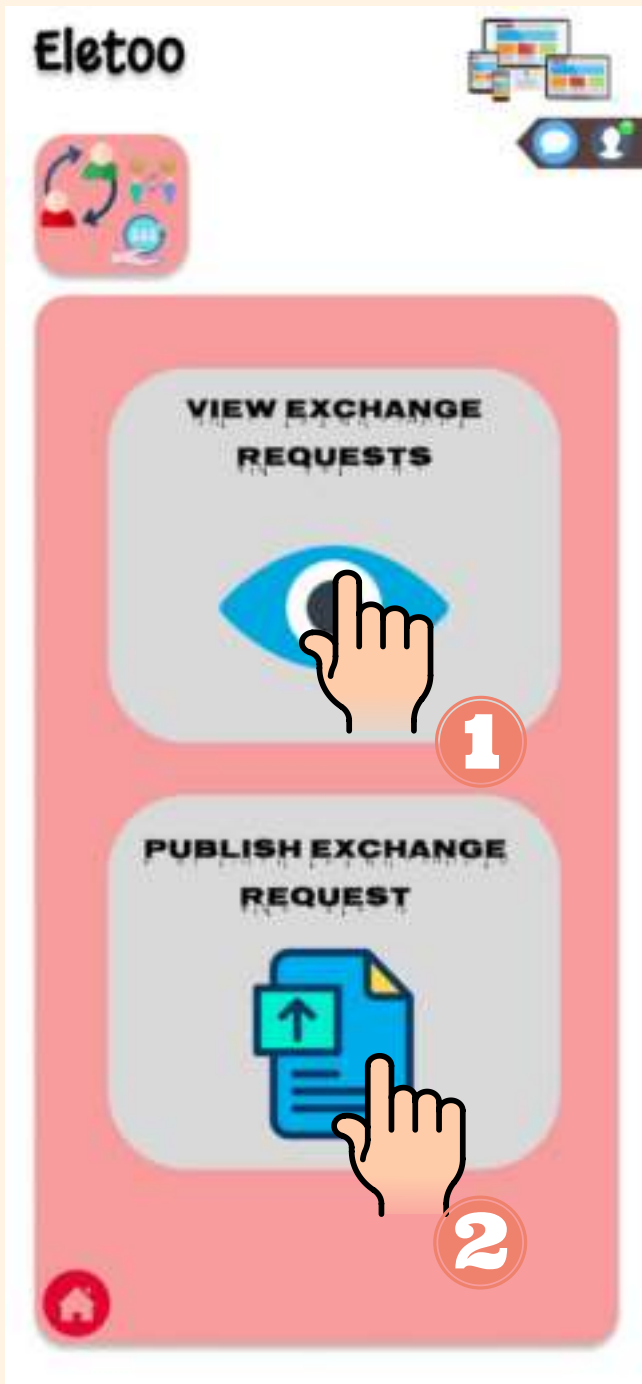 Eletoo
VIEW EXCHANGE
REQUESTS
1
PUBLISH EXCHANGE
REQUEST
2